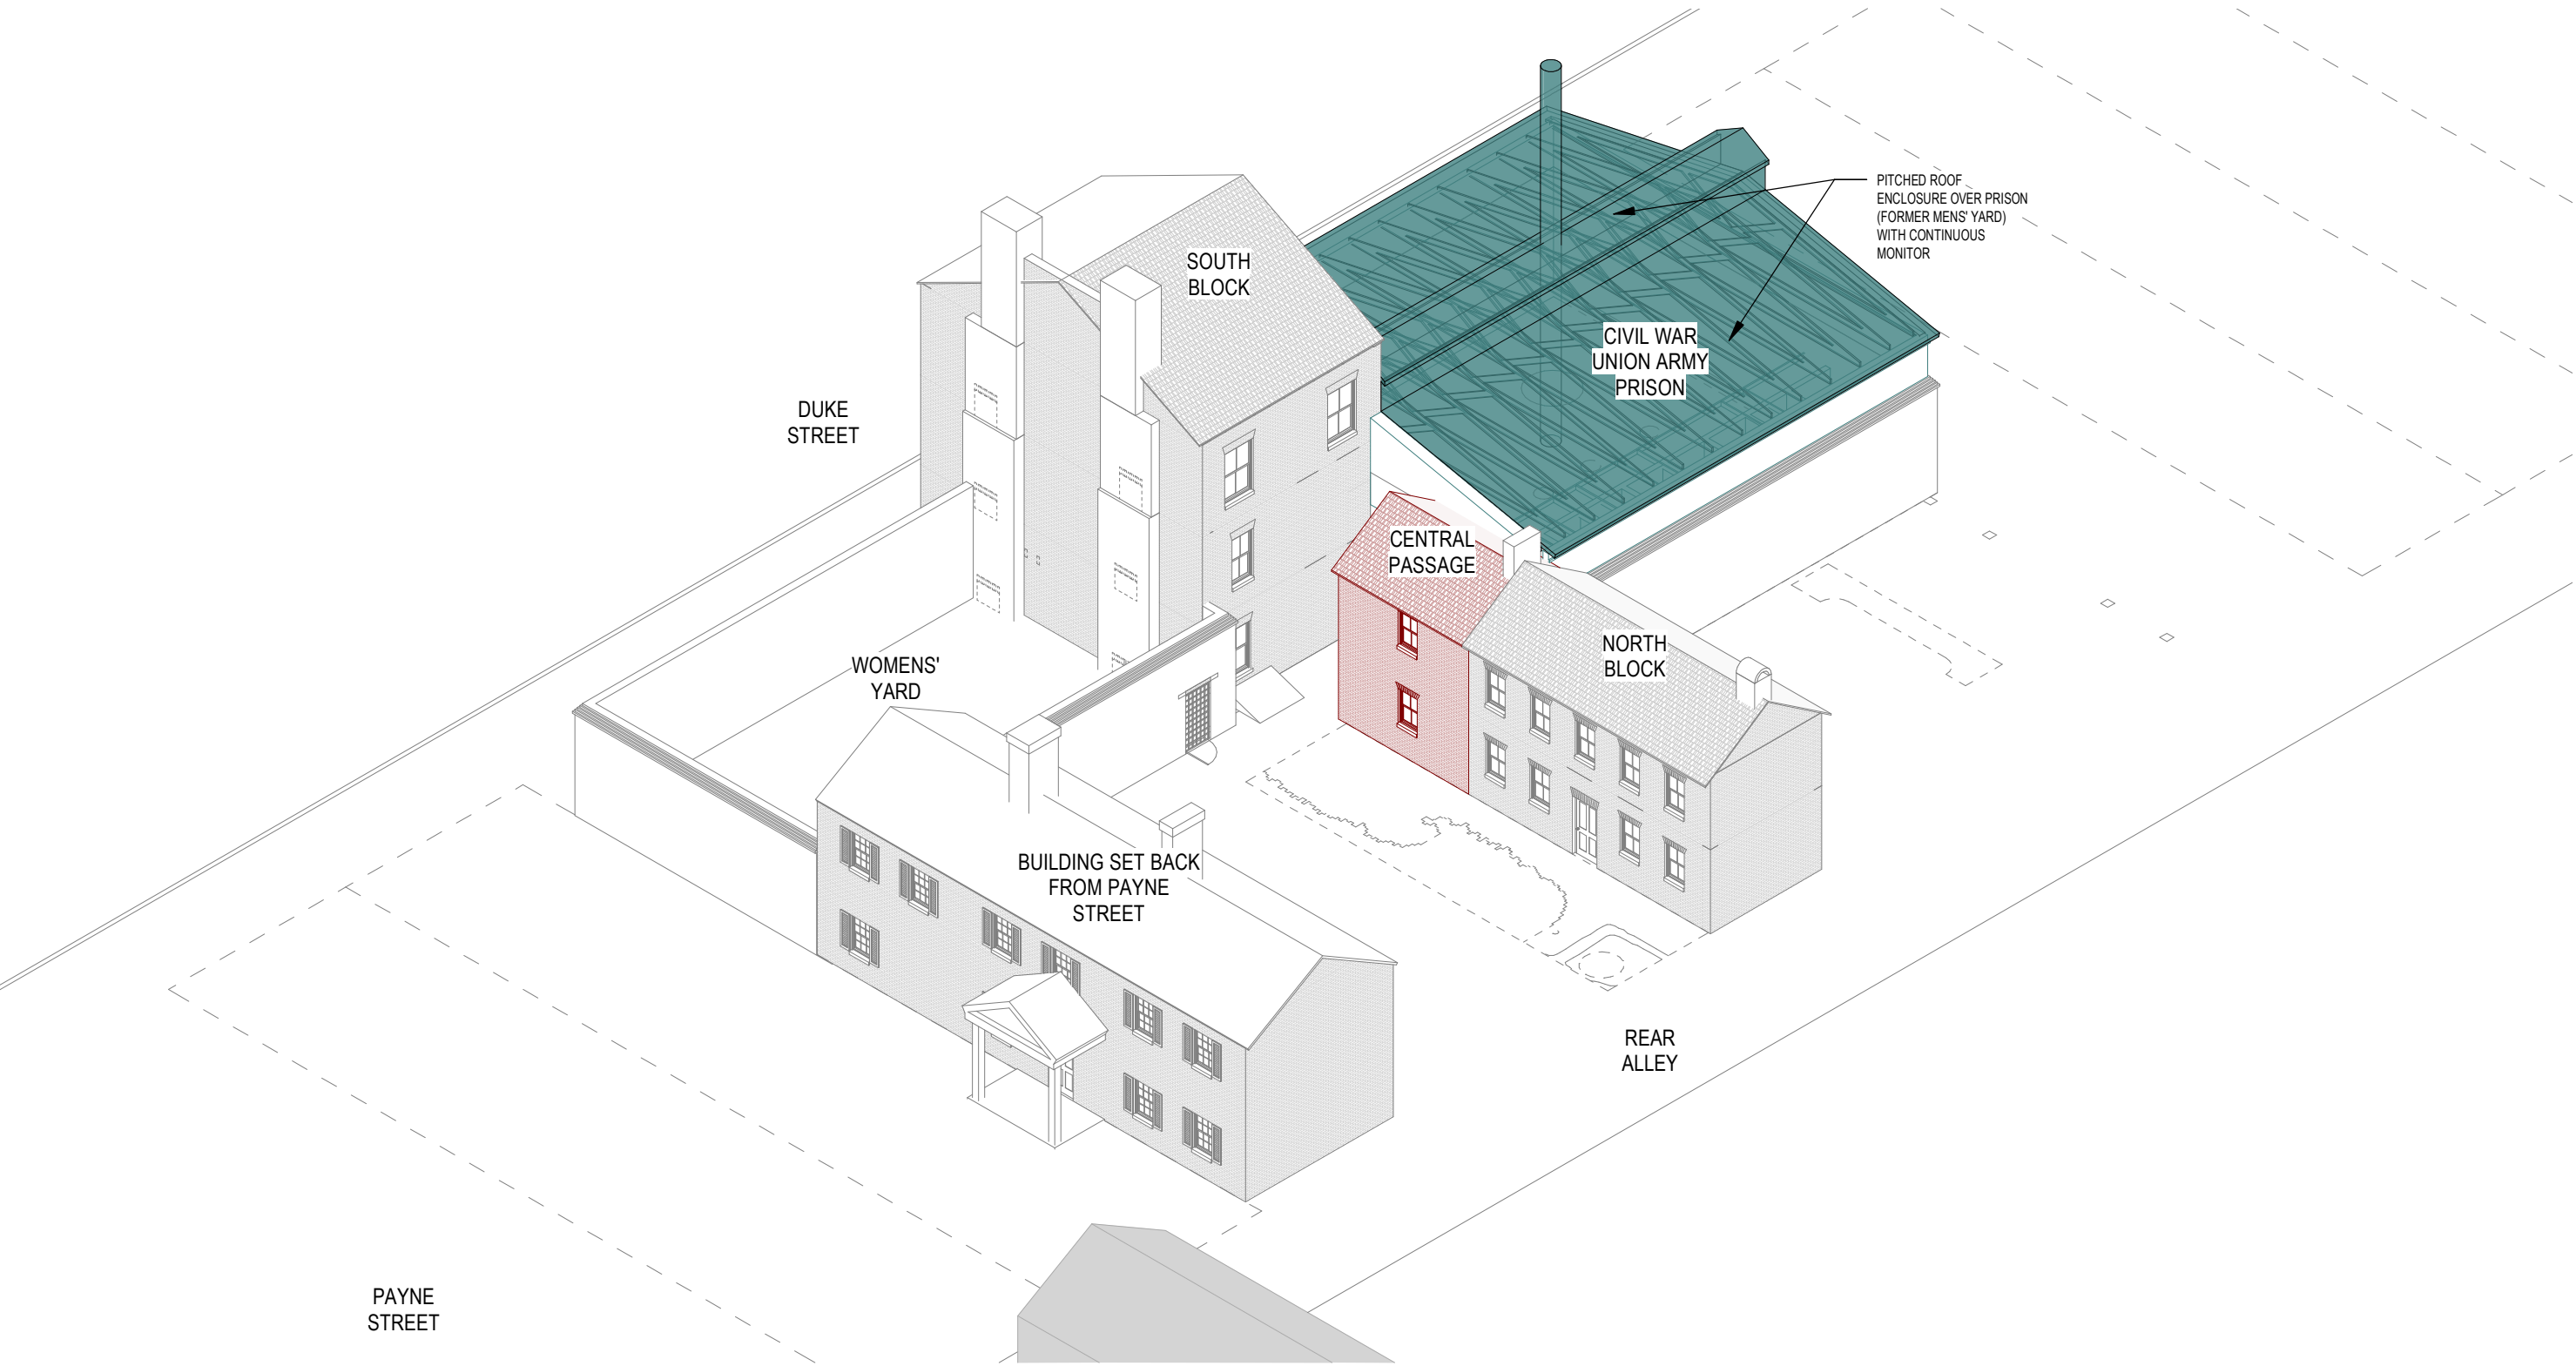 PITCHED ROOF
ENCLOSURE OVER PRISON
(FORMER MENS' YARD)
WITH CONTINUOUS
MONITOR
SOUTH
BLOCK
CIVIL WAR
UNION ARMY
PRISON
DUKE
STREET
CENTRAL
PASSAGE
NORTH
BLOCK
WOMENS'
YARD
BUILDING SET BACK
FROM PAYNE
STREET
REAR
ALLEY
PAYNE
STREET